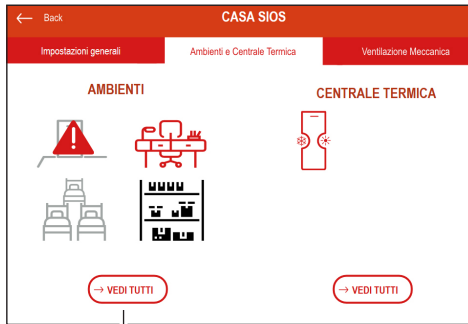 ← Back
CASA SIOS
Impostazioni generali
Ambienti e Centrale Termica
Ventilazione Meccanica
AMBIENTI
CENTRALE TERMICA
→ VEDI TUTTI
→ VEDI TUTTI